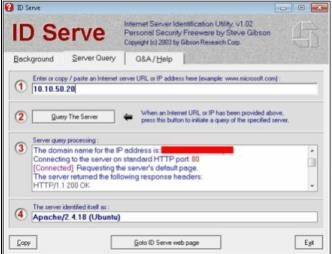 ID Serve
ID Serve
Internet Server Identification Utility, v1.02
Personal Security Freeware by Steve Gibson
Copyright (c) 2003 by Gibson Research Corp.
Background
Server Query
Q&A/Help
1
Enter or copy / paste an Internet server URL or IP address here (example: www.microsoft.com) :
10.10.50.20
2
Query The Server
When an Internet URL or IP has been provided above,
press this button to initiate a query of the specified server.
3
Server query processing :
The domain name for the IP address is:
Connecting to the server on standard HTTP port: 80
[Connected] Requesting the server's default page.
The server returned the following response headers:
HTTP/1.1 200 OK
4
The server identified itself as :
Apache/2.4.18 (Ubuntu)
Copy
Goto ID Serve web page
Exit